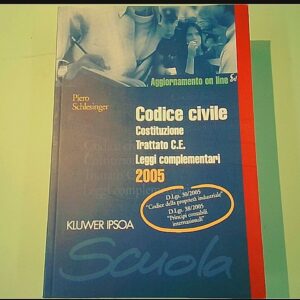 Aggiornamento on line
Piero
Schlesinger
Codice civile
Costituzione
Trattato C.E.
Leggi complementari
2005
D.Lgs. 30/2005
"Codice della proprietà industriale"
D.Lgs. 38/2005
"Principi contabili
internazionali"
KLUWER IPSOA
Scuola